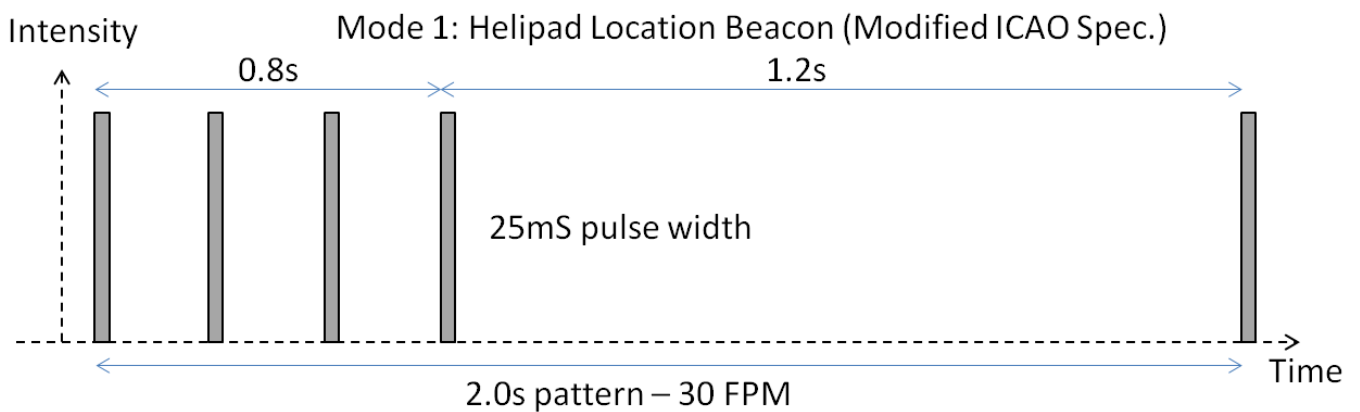 Mode 1: Helipad Location Beacon (Modified ICAO Spec.)
Intensity
0.8s
1.2s
25mS pulse width
Time
2.0s pattern – 30 FPM